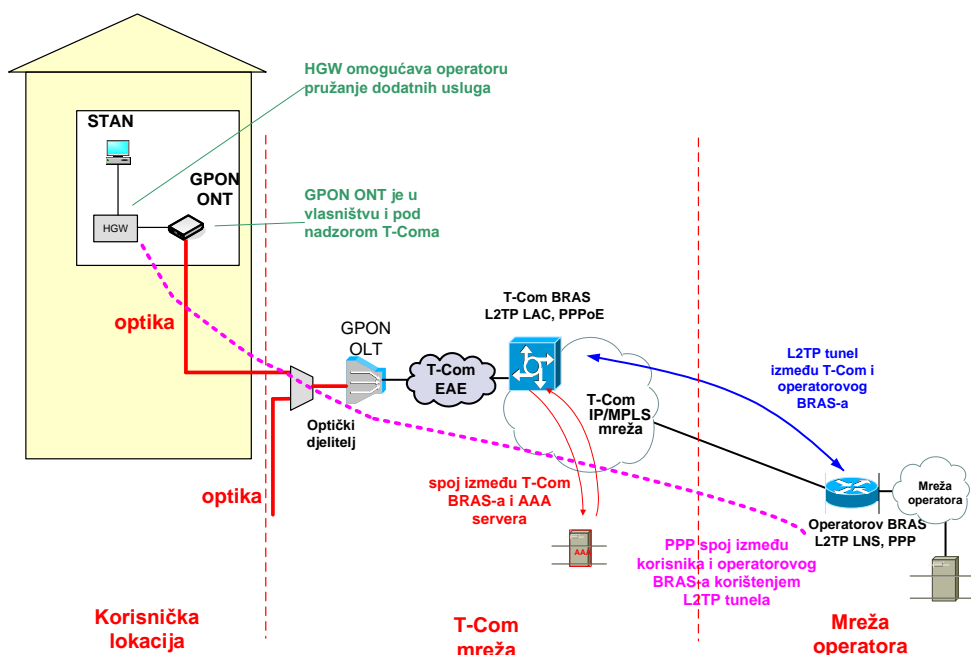 HGW omogućava operatoru
pružanje dodatnih usluga
STAN
GPON
ONT
HGW
GPON ONT je u
vlasništvu i pod
nadzorom T-Coma
optika
GPON
OLT
T-Com BRAS
L2TP LAC, PPPoE
T-Com
EAE
T-Com
IP/MPLS
mreža
L2TP tunel
između T-Com i
operatorovog
BRAS-a
Optički
djelitelj
optika
spoj između T-Com
BRAS-a i AAA
servera
AAA
Mreža
operatora
Operatorov BRAS
L2TP LNS, PPP
PPP spoj između
korisnika i operatorovog
BRAS-a korištenjem
L2TP tunela
Korisnička
lokacija
T-Com
mreža
Mreža
operatora